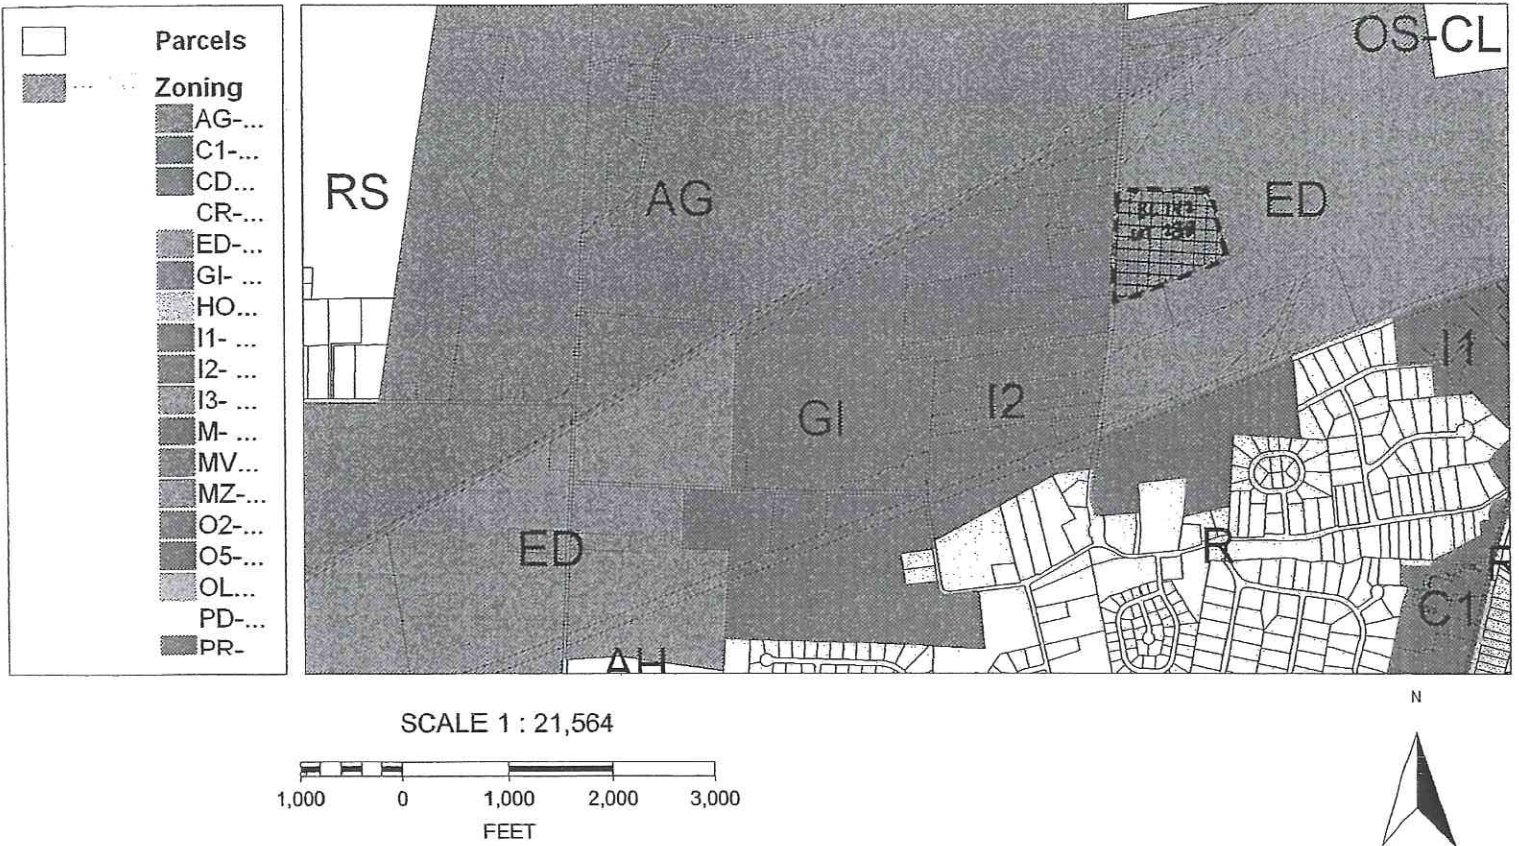 Parcels
Zoning
AG-...
C1-...
CD...
CR-...
ED-...
GI- ...
HO...
I1- ...
I2- ...
I3- ...
M- ...
MV...
MZ-...
O2-...
O5-...
OL...
PD-...
PR-
OS-CL
RS
AG
ED
I1
I2
GI
ED
R
C1
AH
SCALE 1 : 21,564
1,000 0 1,000 2,000 3,000
FEET
N